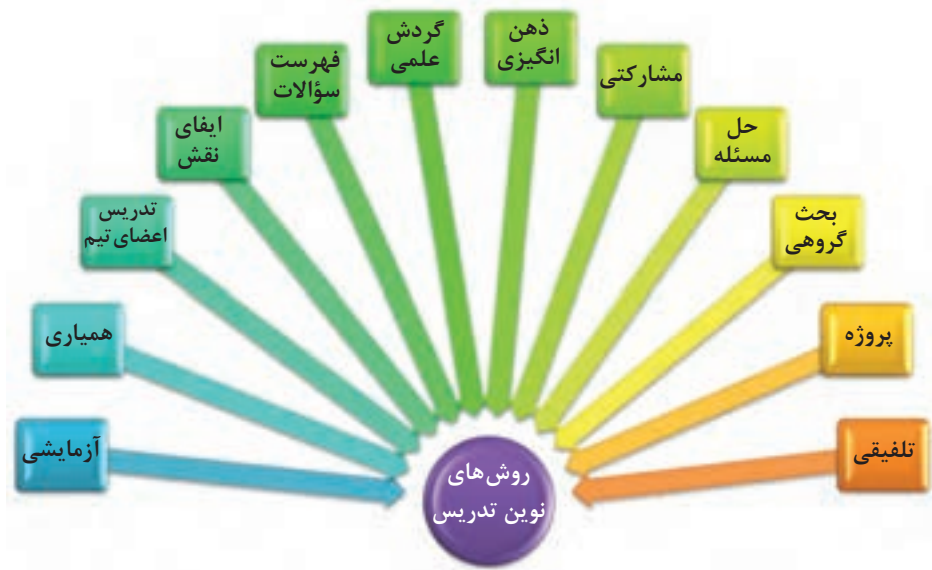 ذهن
انگیزی
گردش
علمی
مشارکتی
فهرست
سؤالات
حل
مسئله
ایفای
نقش
بحث
گروهی
تدریس
اعضای تیم
پروژه
همیاری
تلفیقی
آزمایشی
روش‌های
نوین تدریس